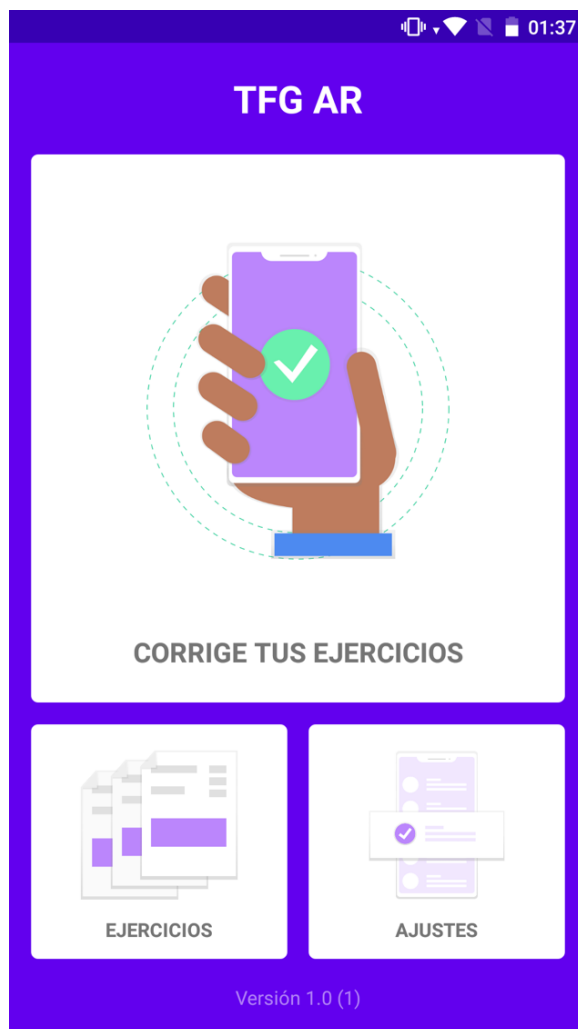 01:37
TFG AR
CORRIGE TUS EJERCICIOS
EJERCICIOS
AJUSTES
Versión 1.0 (1)